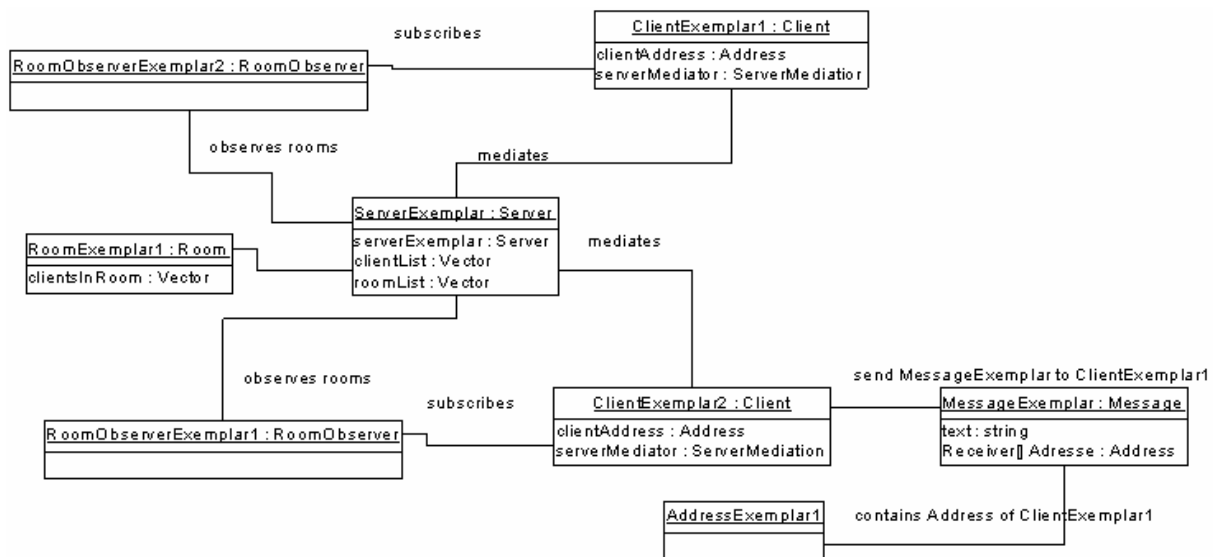 subscribes
ClientExemplar1 : Client
clientAddress : Address
serverMediator : ServerMediatior
RoomObserverExemplar2 : RoomObserver
observes rooms
mediates
ServerExemplar : Server
serverExemplar : Server
clientList : Vector
roomList : Vector
mediates
RoomExemplar1 : Room
clientsInRoom : Vector
observes rooms
subscribes
send MessageExemplar to ClientExemplar1
ClientExemplar2 : Client
clientAddress : Address
serverMediator : ServerMediation
MessageExemplar : Message
text : string
Receiver[] Adresse : Address
RoomObserverExemplar1 : RoomObserver
AddressExemplar1
contains Address of ClientExemplar1